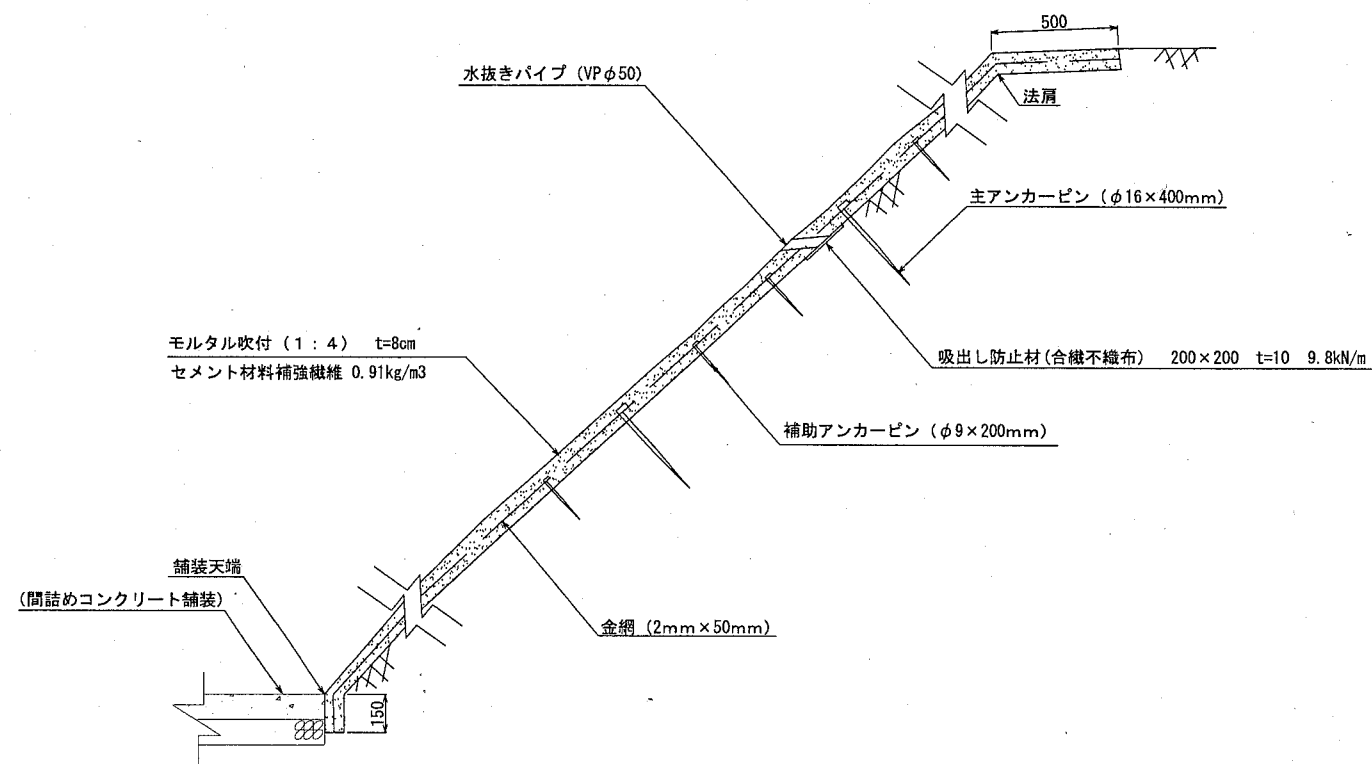 500
水抜きパイプ（VPφ50）
法肩
主アンカーピン（φ16×400mm）
モルタル吹付（1：4）　t=8cm
セメント材料補強繊維 0.91kg/m3
吸出し防止材(合繊不織布)　200×200　t=10　9.8kN/m
補助アンカーピン（φ9×200mm）
舗装天端
(間詰めコンクリート舗装)
金網（2mm×50mm）
150